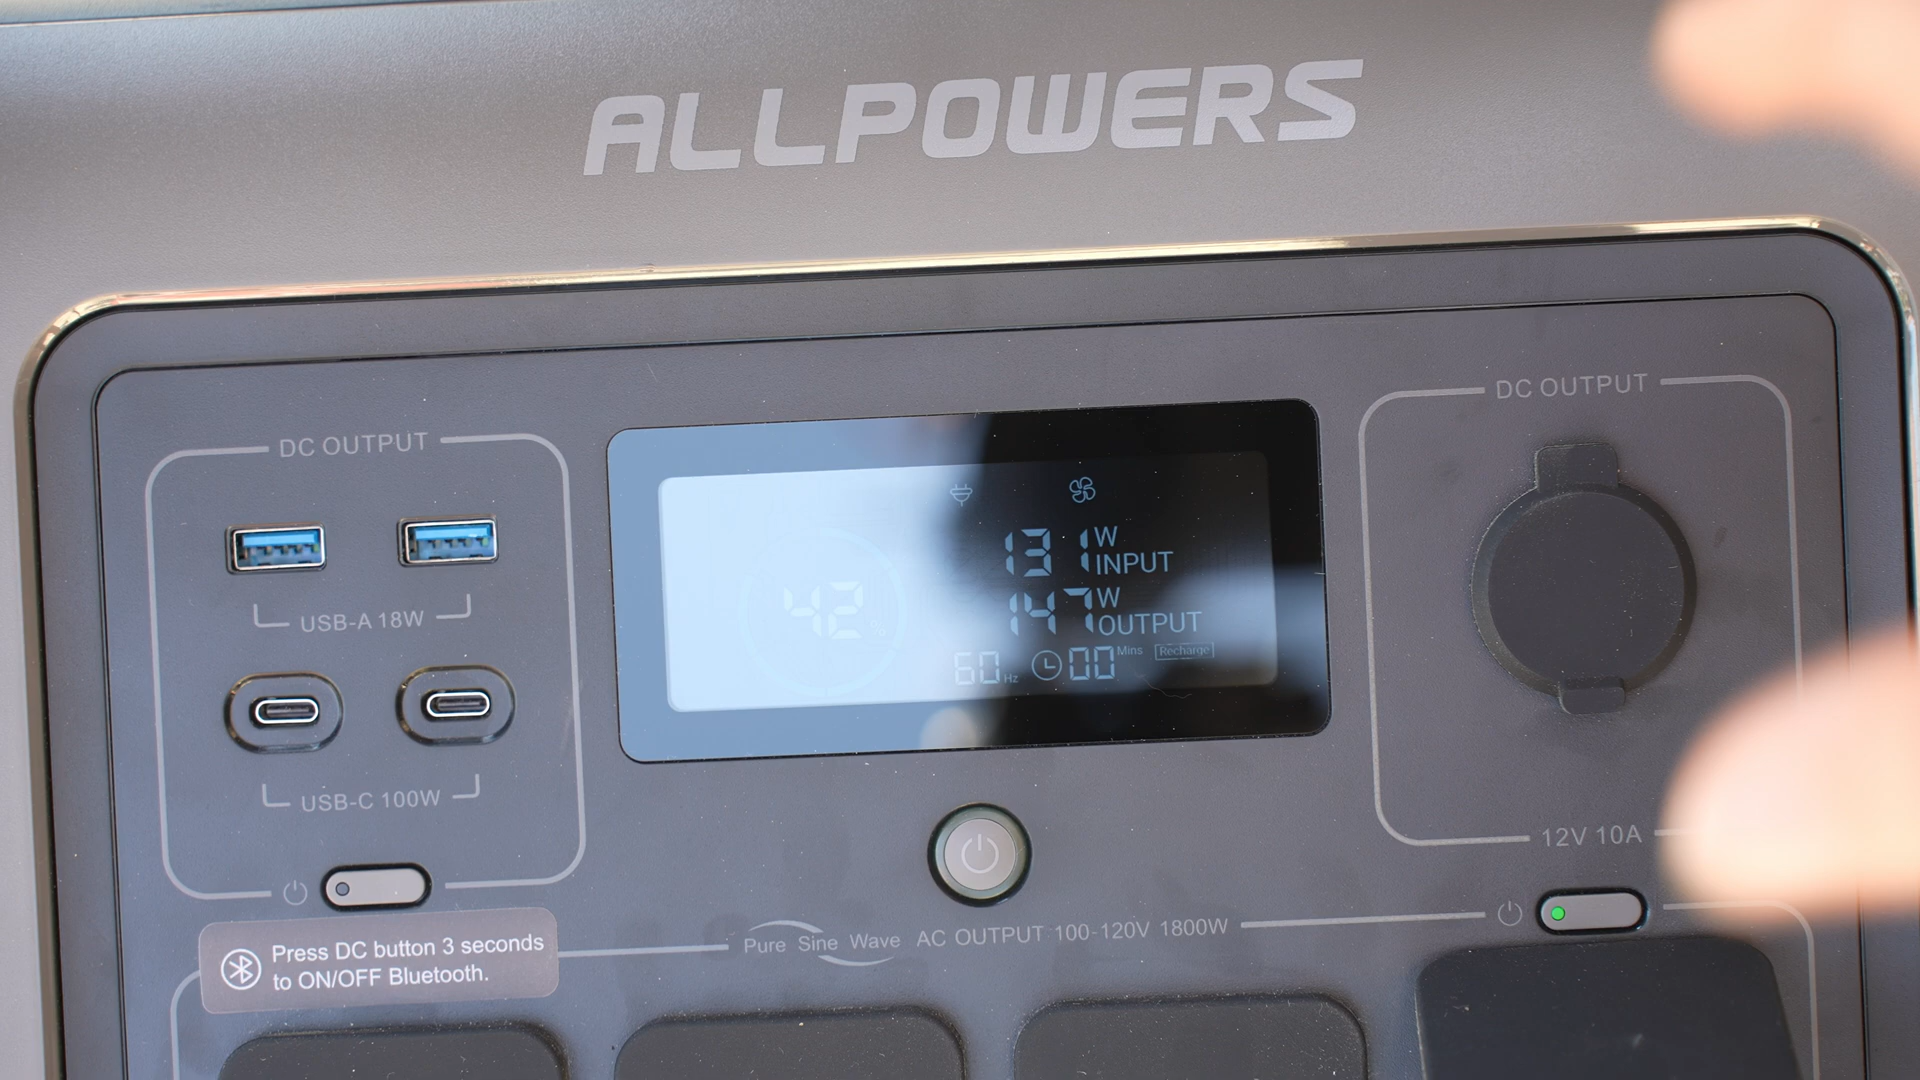 ALLPOWERS
DC OUTPUT
USB-A 18W
USB-C 100W
Press DC button 3 seconds
to ON/OFF Bluetooth.
42%
131 W
INPUT
147 W
OUTPUT
60 Hz 00 Mins Recharge
DC OUTPUT
12V 10A
Pure Sine Wave AC OUTPUT 100-120V 1800W